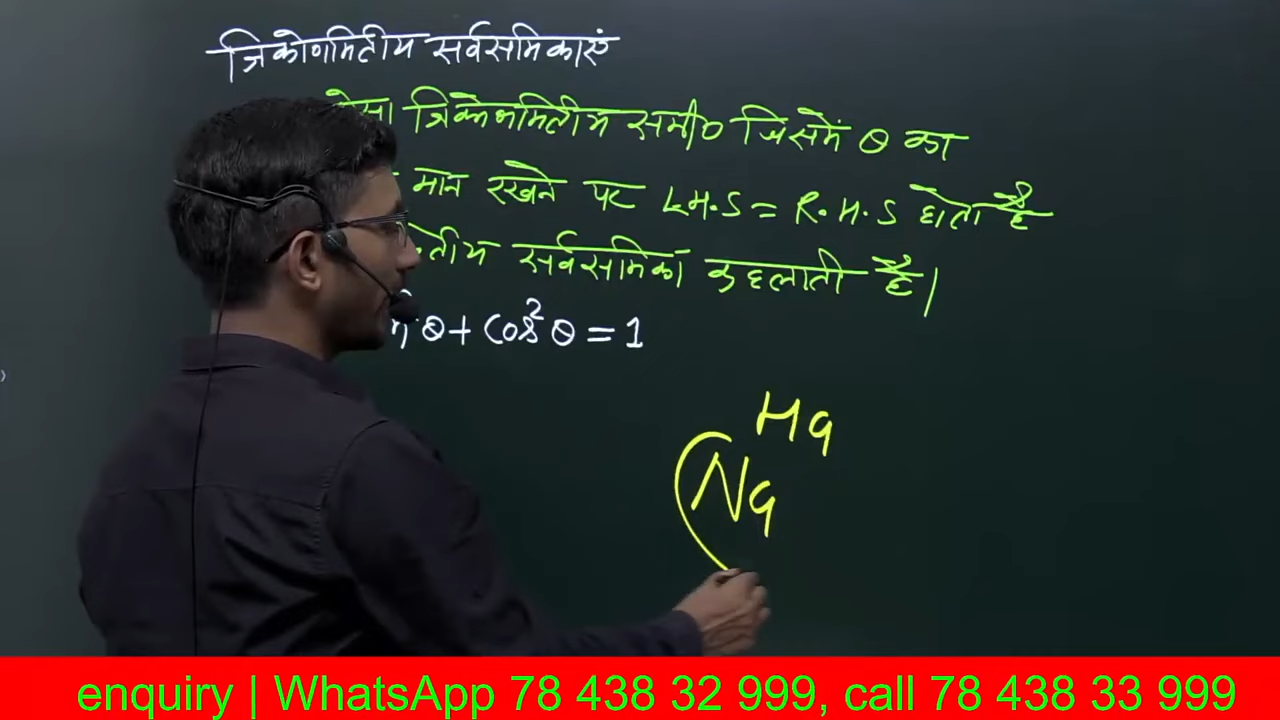 त्रिकोणमितीय सर्वसमिकाएं
त्रिकोणमितीय समी० जिसमें θ का
मान रखने पर L.H.S = R.H.S होता है
सर्वसमिका कहलाती है।
θ + cos²θ = 1
Hq
Nq
enquiry | WhatsApp 78 438 32 999, call 78 438 33 999